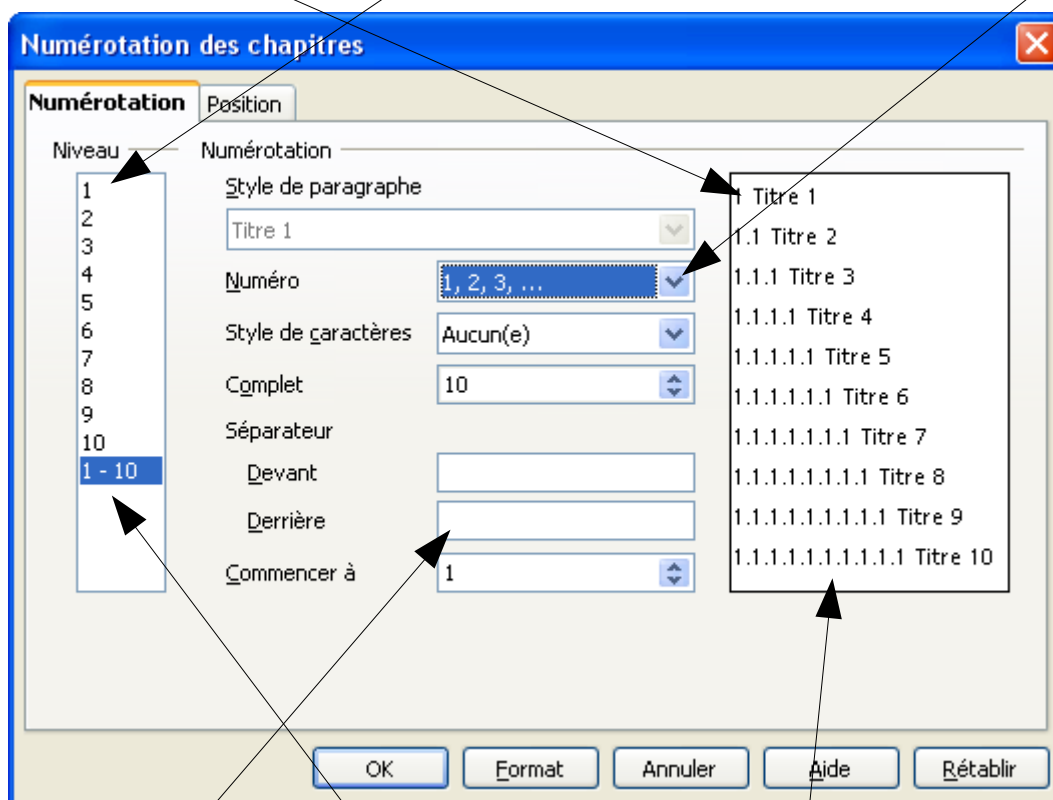 Numérotation des chapitres
Numérotation
Position
Niveau
1
2
3
4
5
6
7
8
9
10
1 - 10
Numérotation
Style de paragraphe
Titre 1
Numéro
1, 2, 3, ...
Style de caractères
Aucun(e)
Complet
10
Séparateur
Devant
Derrière
Commencer à
1
1 Titre 1
1.1 Titre 2
1.1.1 Titre 3
1.1.1.1 Titre 4
1.1.1.1.1 Titre 5
1.1.1.1.1.1 Titre 6
1.1.1.1.1.1.1 Titre 7
1.1.1.1.1.1.1.1 Titre 8
1.1.1.1.1.1.1.1.1 Titre 9
1.1.1.1.1.1.1.1.1.1 Titre 10
OK
Format
Annuler
Aide
Rétablir